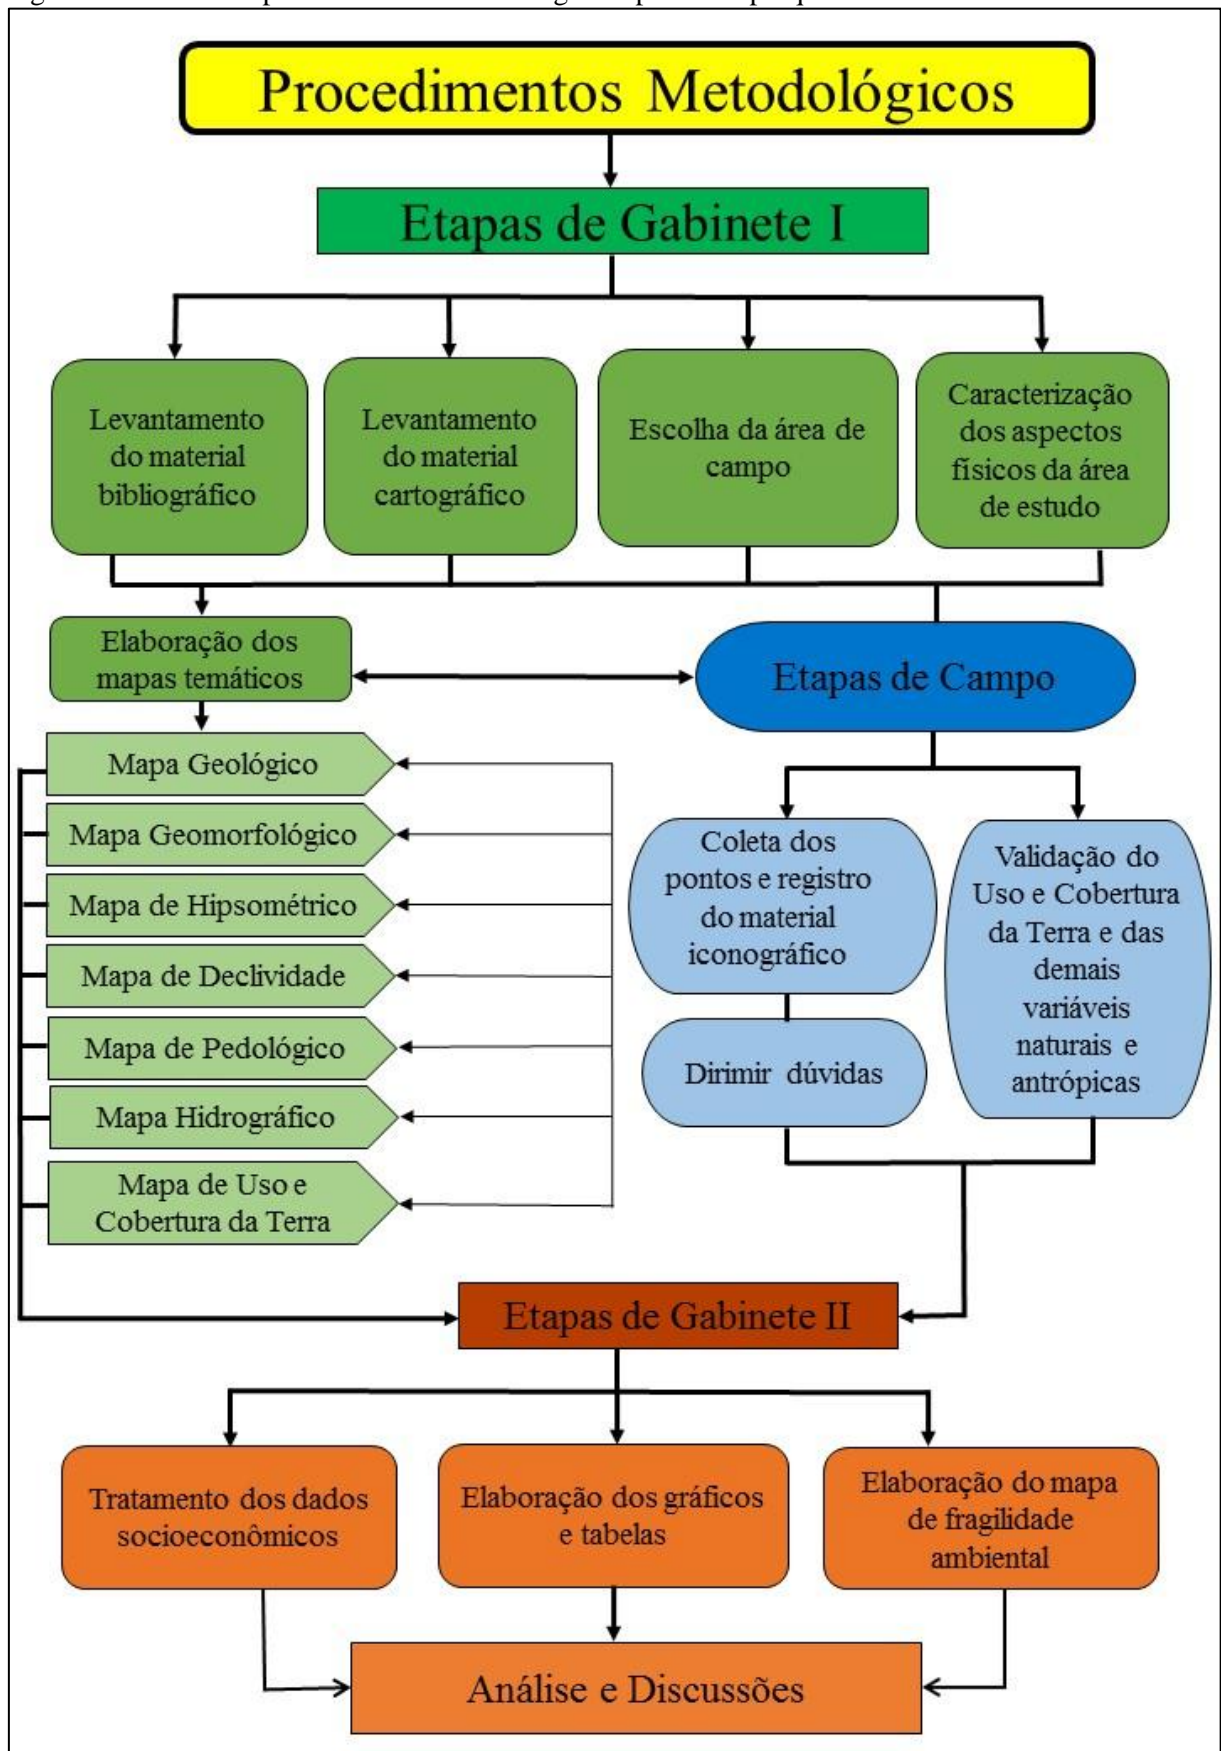 Procedimentos Metodológicos
Etapas de Gabinete I
Levantamento
do material
bibliográfico
Levantamento
do material
cartográfico
Escolha da área de
campo
Caracterização
dos aspectos
físicos da área
de estudo
Elaboração dos
mapas temáticos
Etapas de Campo
Mapa Geológico
Mapa Geomorfológico
Mapa de Hipsométrico
Mapa de Declividade
Mapa de Pedológico
Mapa Hidrográfico
Mapa de Uso e
Cobertura da Terra
Coleta dos
pontos e registro
do material
iconográfico
Dirimir dúvidas
Validação do
Uso e Cobertura
da Terra e das
demais
variáveis
naturais e
antrópicas
Etapas de Gabinete II
Tratamento dos dados
socioeconômicos
Elaboração dos gráficos
e tabelas
Elaboração do mapa
de fragilidade
ambiental
Análise e Discussões